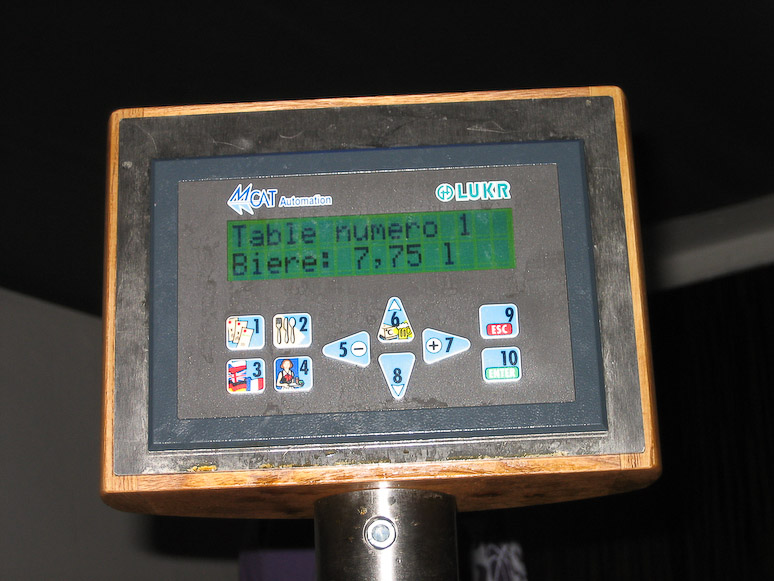 MCAT Automation
LUKR
Table numero 1
Biere: 7,75 l
1
2
3
4
5 -
6
+ 7
8
9
ESC
10
ENTER